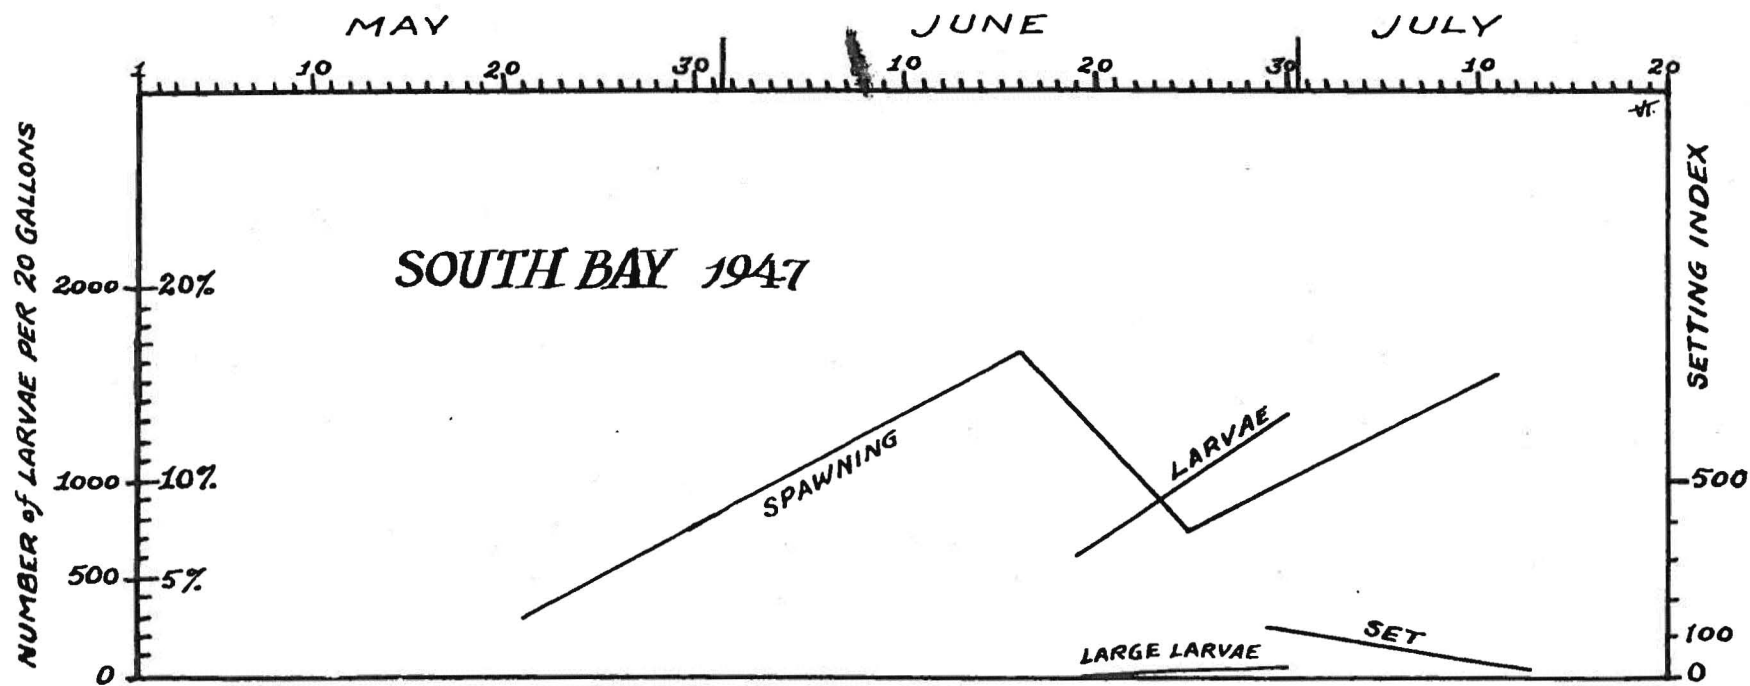 MAY JUNE JULY
1 10 20 30 10 20 30 10 20
NUMBER of LARVAE PER 20 GALLONS
SETTING INDEX
SOUTH BAY 1947
2000 20%
LARVAE
SPAWNING
1000 10% 500
500 5%
SET
100
LARGE LARVAE
0 0